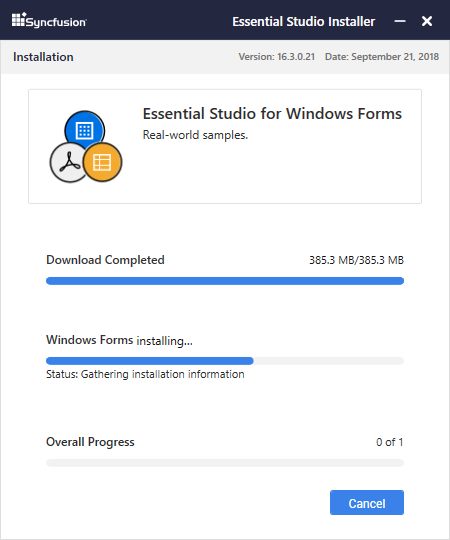 Syncfusion Essential Studio Installer
Installation Version: 16.3.0.21 Date: September 21, 2018
Essential Studio for Windows Forms
Real-world samples.
Download Completed 385.3 MB/385.3 MB
Windows Forms installing...
Status: Gathering installation information
Overall Progress 0 of 1
Cancel